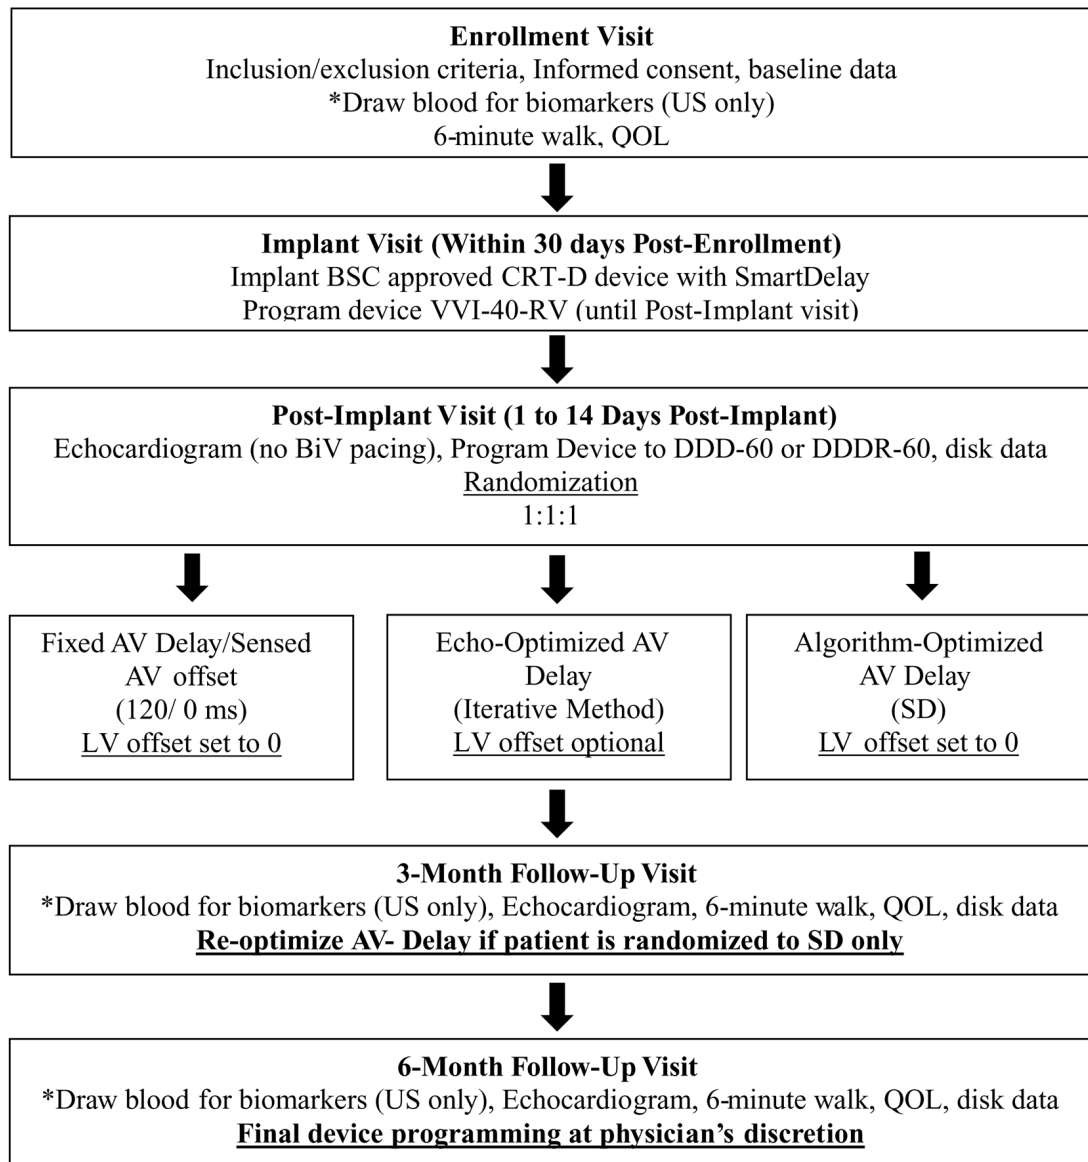 Enrollment Visit
Inclusion/exclusion criteria, Informed consent, baseline data
*Draw blood for biomarkers (US only)
6-minute walk, QOL
Implant Visit (Within 30 days Post-Enrollment)
Implant BSC approved CRT-D device with SmartDelay
Program device VVI-40-RV (until Post-Implant visit)
Post-Implant Visit (1 to 14 Days Post-Implant)
Echocardiogram (no BiV pacing), Program Device to DDD-60 or DDDR-60, disk data
Randomization
1:1:1
Fixed AV Delay/Sensed
AV offset
(120/ 0 ms)
LV offset set to 0
Echo-Optimized AV
Delay
(Iterative Method)
LV offset optional
Algorithm-Optimized
AV Delay
(SD)
LV offset set to 0
3-Month Follow-Up Visit
*Draw blood for biomarkers (US only), Echocardiogram, 6-minute walk, QOL, disk data
Re-optimize AV- Delay if patient is randomized to SD only
6-Month Follow-Up Visit
*Draw blood for biomarkers (US only), Echocardiogram, 6-minute walk, QOL, disk data
Final device programming at physician’s discretion